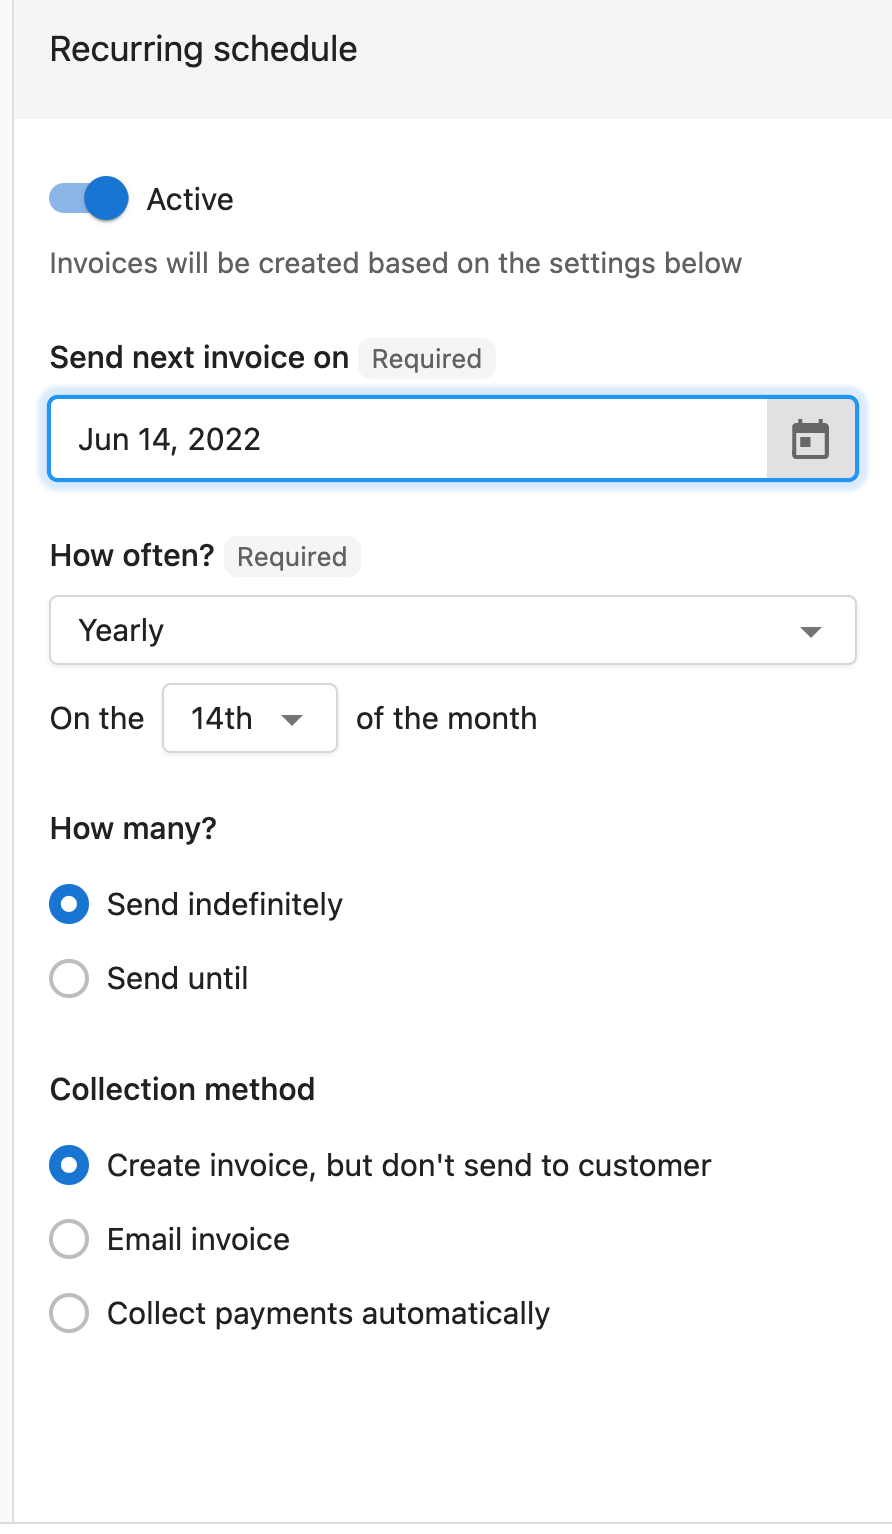 Recurring schedule
Active
Invoices will be created based on the settings below
Send next invoice on Required
Jun 14, 2022
How often? Required
Yearly
On the 14th of the month
How many?
Send indefinitely
Send until
Collection method
Create invoice, but don't send to customer
Email invoice
Collect payments automatically